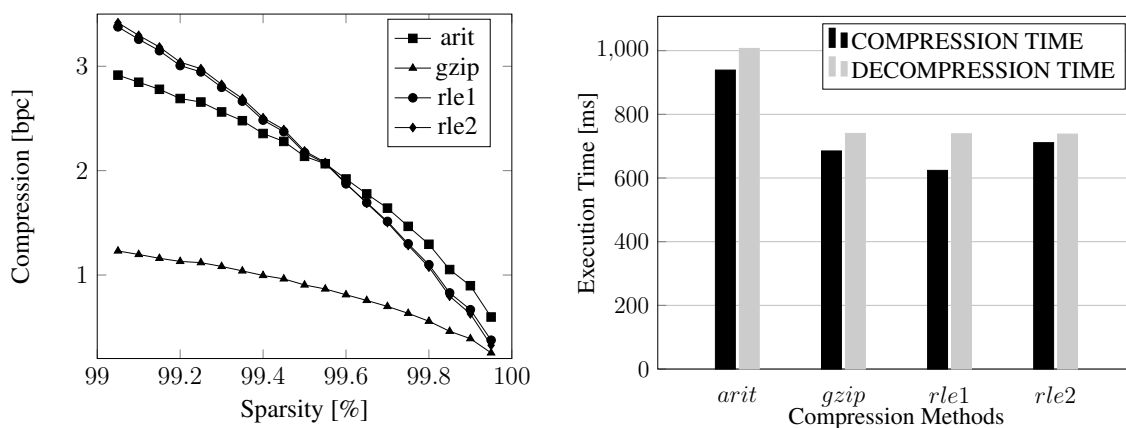 3
2
1
Compression [bpc]
arit
gzip
rle1
rle2
99
99.2
99.4
99.6
99.8
100
Sparsity [%]
1,000
800
600
400
200
0
Execution Time [ms]
COMPRESSION TIME
DECOMPRESSION TIME
arit
gzip
rle1
rle2
Compression Methods